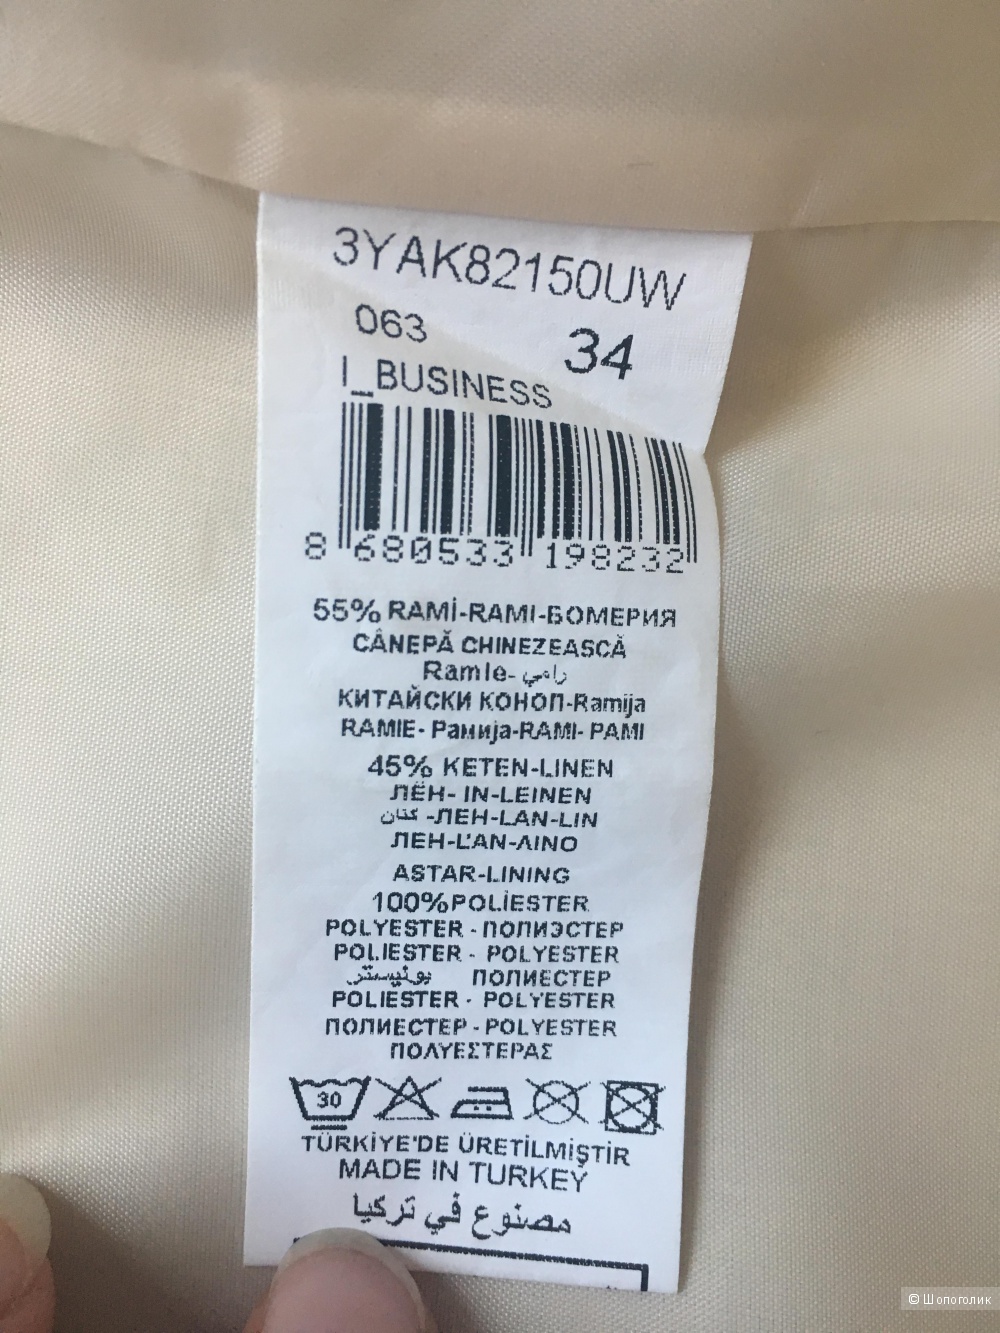 3YAK82150UW
063 34
I_BUSINESS
8 680533 198232
55% RAMİ-RAMI-БОМЕРИЯ
CÂNEPĂ CHINEZEASCĂ
Ramie- رامي
КИТАЙСКИ КОНОП-Ramija
RAMIE- Рамија-RAMI- РАМІ
45% KETEN-LINEN
ЛЁН- IN-LEINEN
كتان -ЛЕН-LAN-LIN
ЛЕН-L'AN-ΛΙΝΟ
ASTAR-LINING
100%POLİESTER
POLYESTER - ПОЛИЭСТЕР
POLIESTER - POLYESTER
بوليستر ПОЛИЕСТЕР
POLIESTER - POLYESTER
ПОЛИЕСТЕР - POLYESTER
ΠΟΛΥΕΣΤΕΡΑΣ
30
TÜRKİYE'DE ÜRETİLMİŞTİR
MADE IN TURKEY
مصنوع في تركيا
© Шопоголик